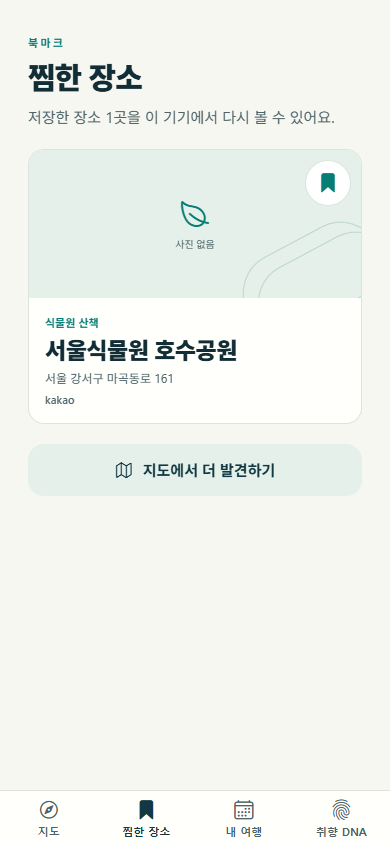 북마크
찜한 장소
저장한 장소 1곳을 이 기기에서 다시 볼 수 있어요.
사진 없음
식물원 산책
서울식물원 호수공원
서울 강서구 마곡동로 161
kakao
지도에서 더 발견하기
지도
찜한 장소
내 여행
취향 DNA